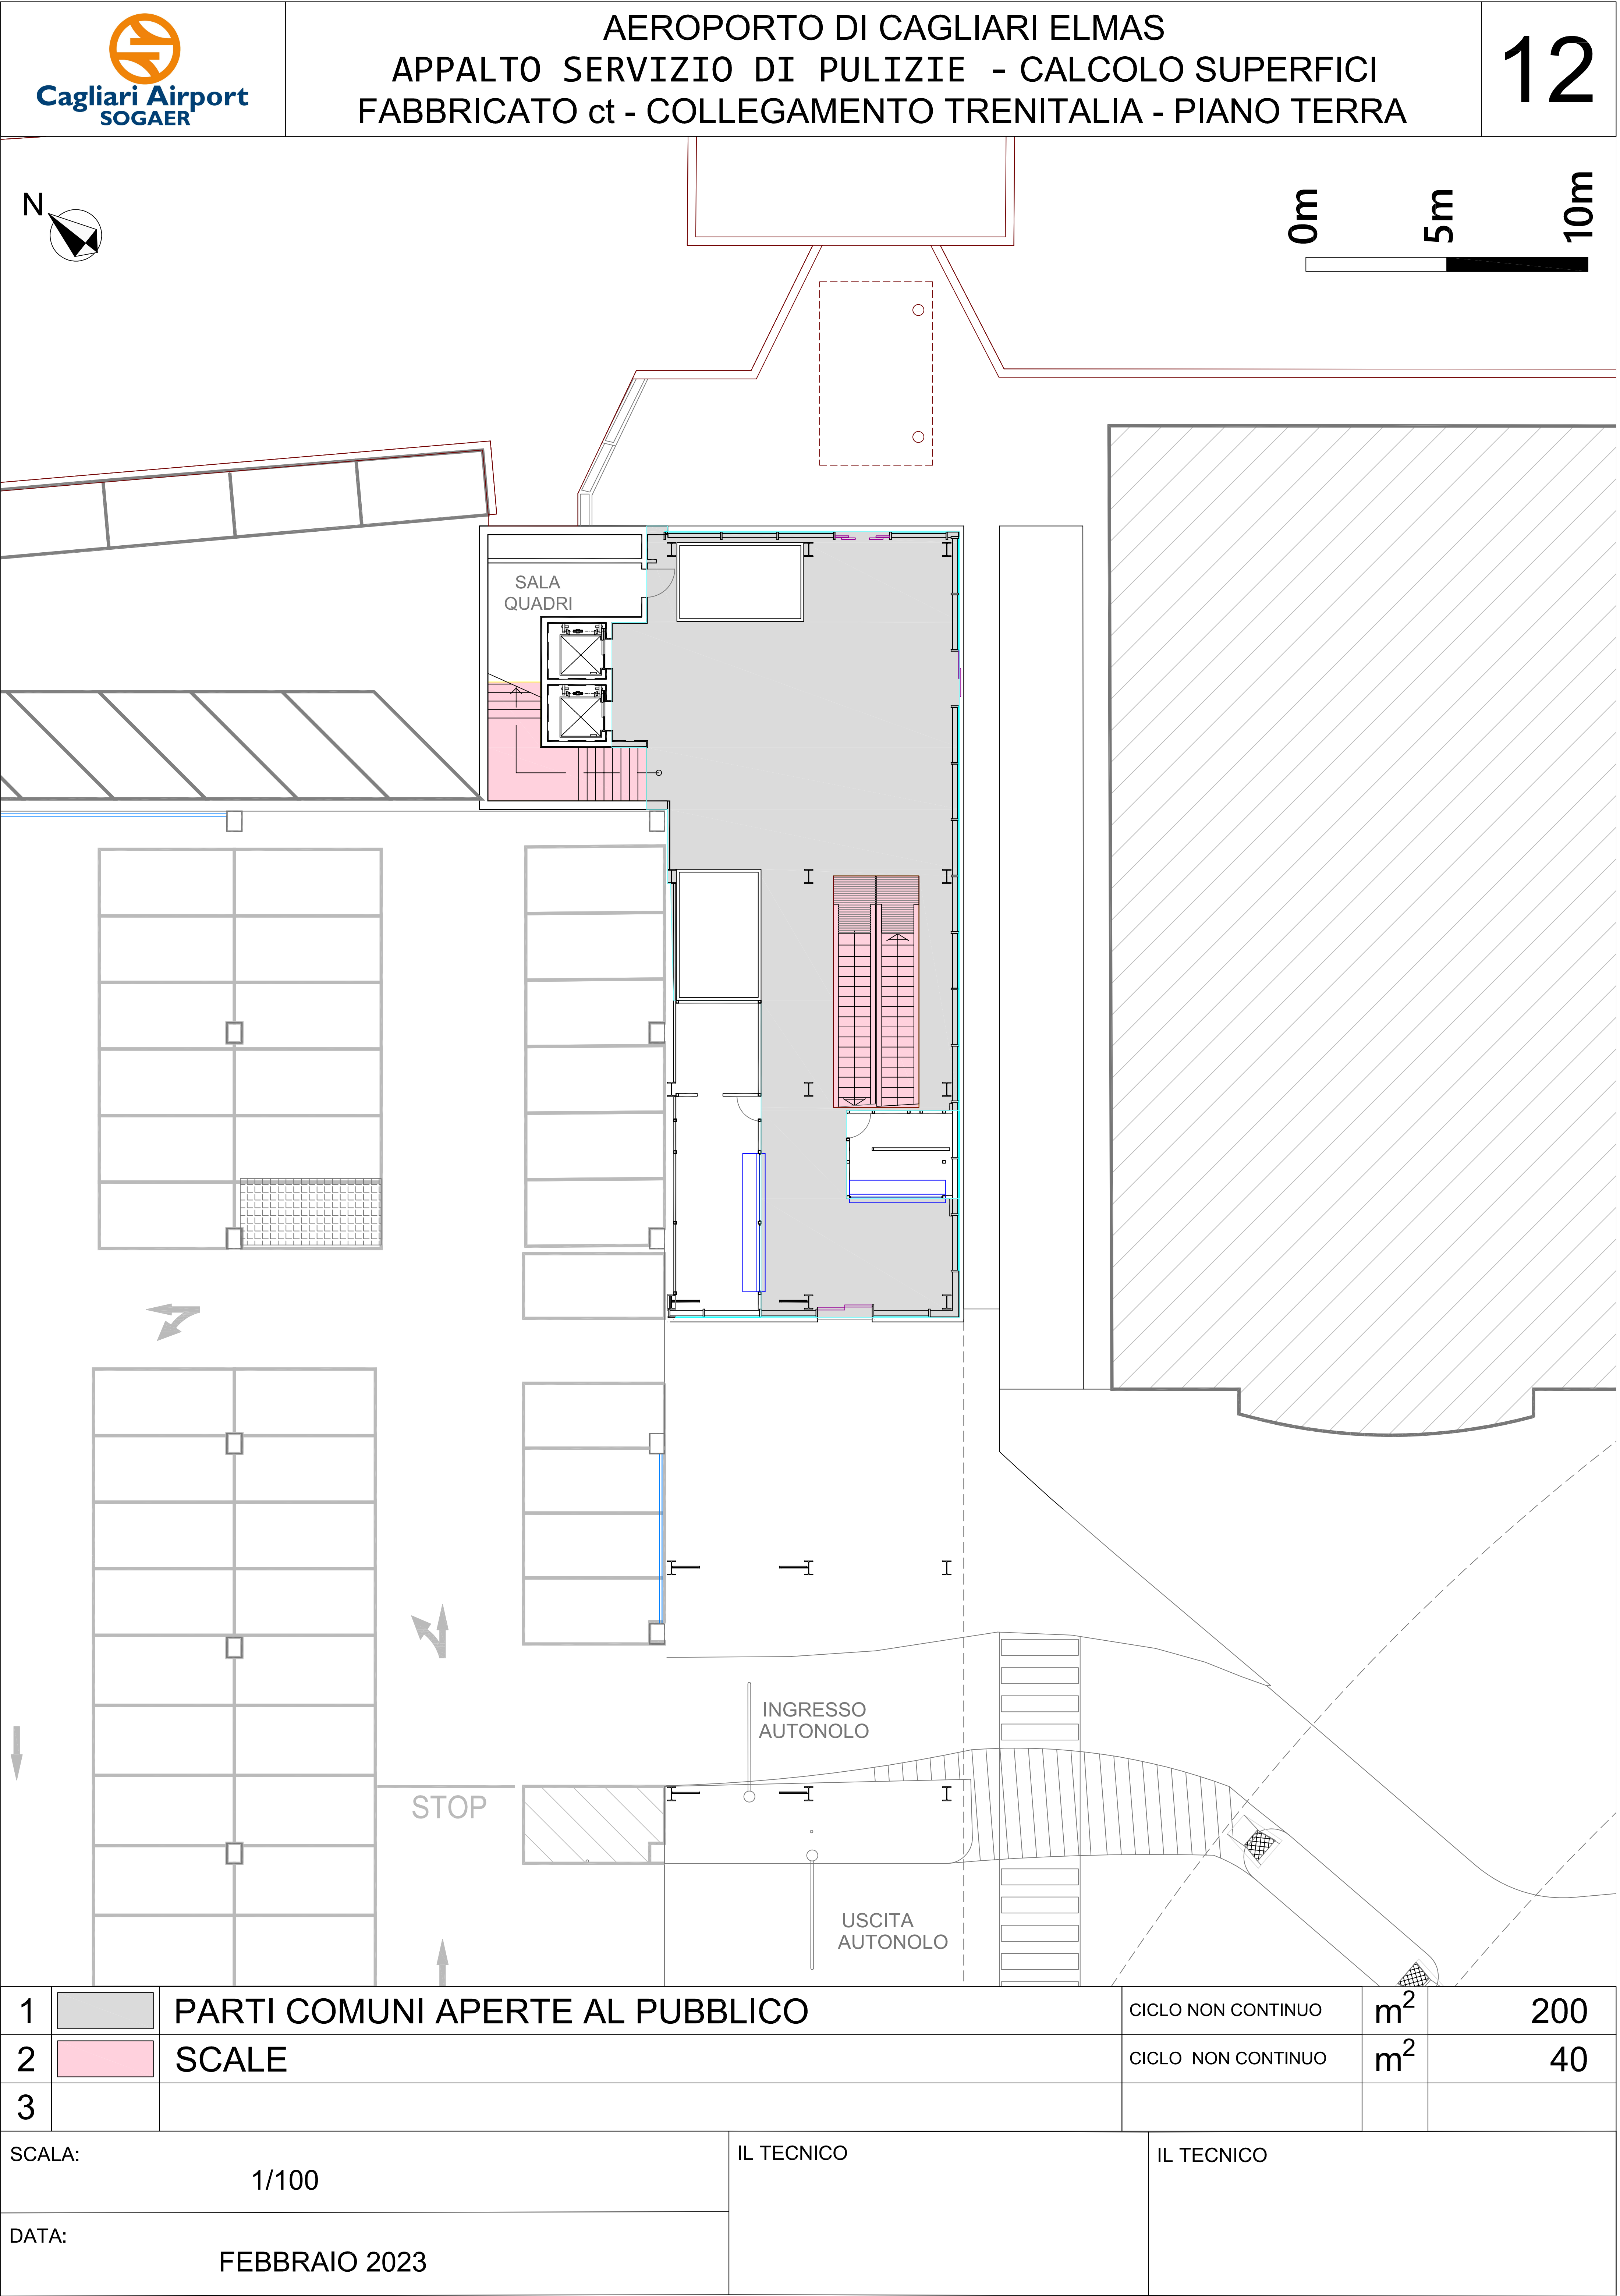 Cagliari Airport
SOGAER
AEROPORTO DI CAGLIARI ELMAS
APPALTO SERVIZIO DI PULIZIE - CALCOLO SUPERFICI
FABBRICATO ct - COLLEGAMENTO TRENITALIA - PIANO TERRA
12
N
0m
5m
10m
SALA
QUADRI
INGRESSO
AUTONOLO
STOP
USCITA
AUTONOLO
1 PARTI COMUNI APERTE AL PUBBLICO CICLO NON CONTINUO m² 200
2 SCALE CICLO NON CONTINUO m² 40
3
SCALA:
1/100
IL TECNICO
IL TECNICO
DATA:
FEBBRAIO 2023